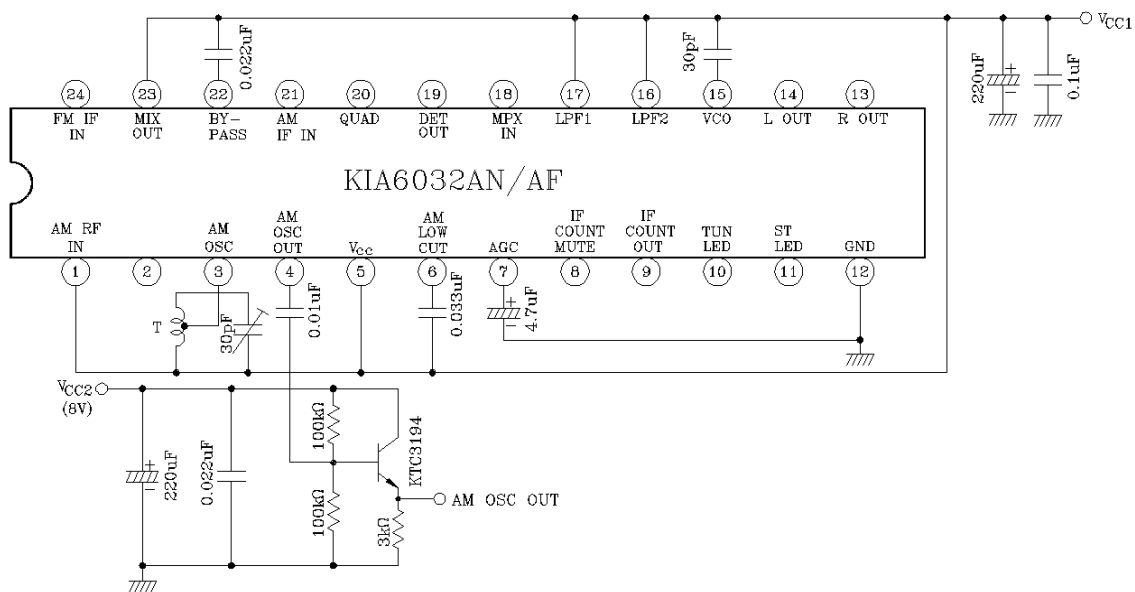 VCC1
0.022uF
30pF
220uF
+
-
0.1uF
24 23 22 21 20 19 18 17 16 15 14 13
FM IF IN
MIX OUT
BY-PASS
AM IF IN
QUAD
DET OUT
MPX IN
LPF1
LPF2
VCO
L OUT
R OUT
KIA6032AN/AF
AM RF IN
AM OSC
AM OSC OUT
Vcc
AM LOW CUT
AGC
IF COUNT MUTE
IF COUNT OUT
TUN LED
ST LED
GND
1 2 3 4 5 6 7 8 9 10 11 12
T
30pF
0.01uF
0.033uF
+
-
4.7uF
VCC2
(8V)
+
-
220uF
0.022uF
100kΩ
KTC3194
100kΩ
3kΩ
AM OSC OUT